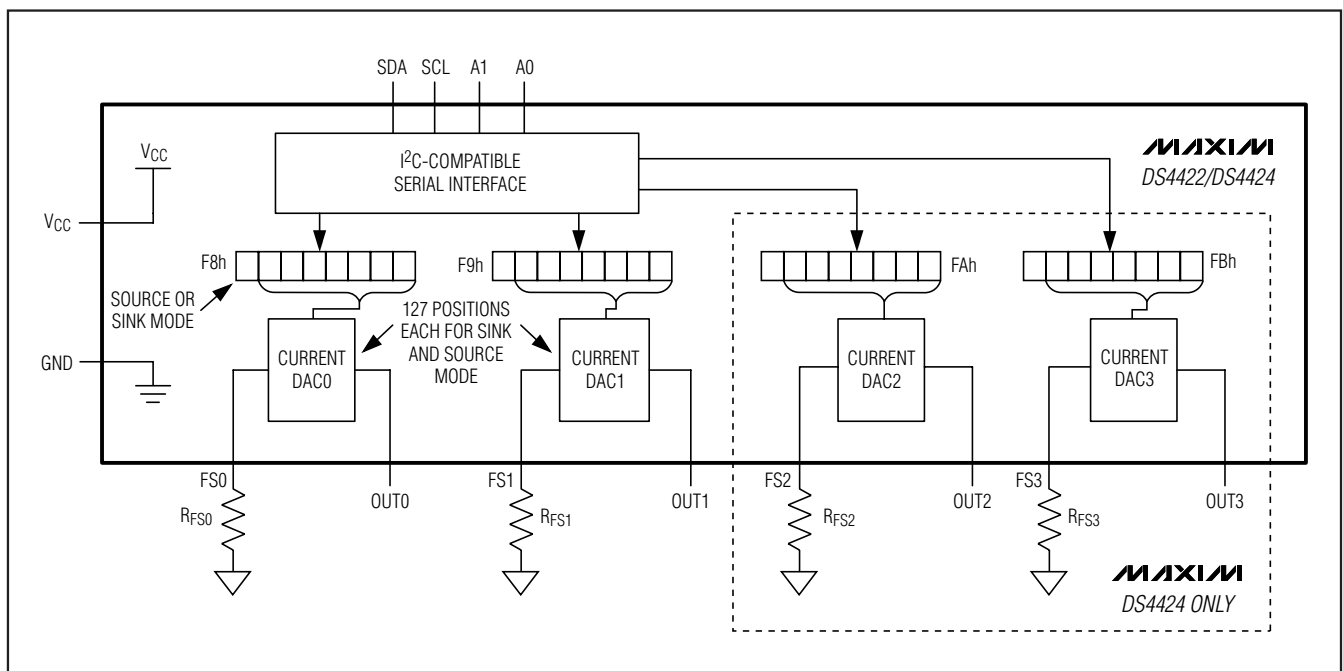 SDA SCL A1 A0
VCC
VCC
GND
I²C-COMPATIBLE
SERIAL INTERFACE
MAXIM
DS4422/DS4424
F8h
F9h
FAh
FBh
SOURCE OR
SINK MODE
127 POSITIONS
EACH FOR SINK
AND SOURCE
MODE
CURRENT
DAC0
CURRENT
DAC1
CURRENT
DAC2
CURRENT
DAC3
FS0
RFS0
OUT0
FS1
RFS1
OUT1
FS2
RFS2
OUT2
FS3
RFS3
OUT3
MAXIM
DS4424 ONLY